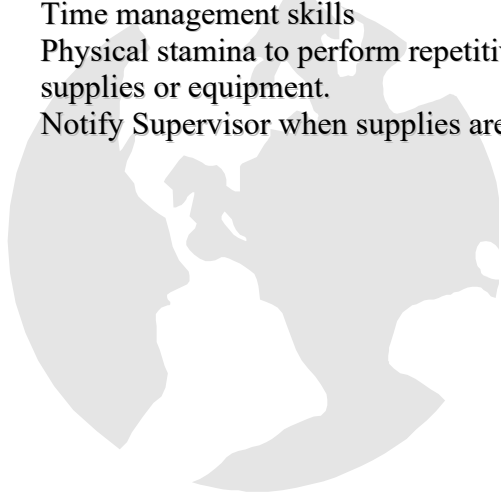 Time management skills
Physical stamina to perform repetiti
supplies or equipment.
Notify Supervisor when supplies are